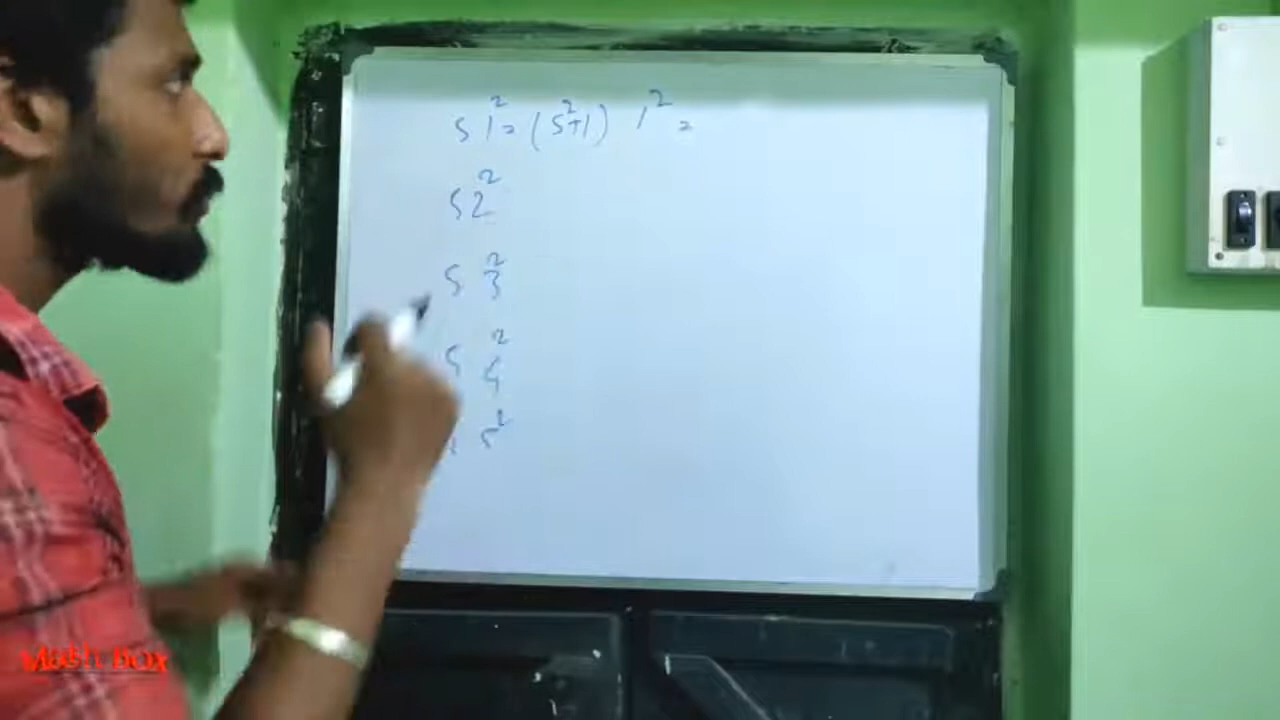 51² = (5²+1) 1² =
52²
53²
54²
55²
Math Box